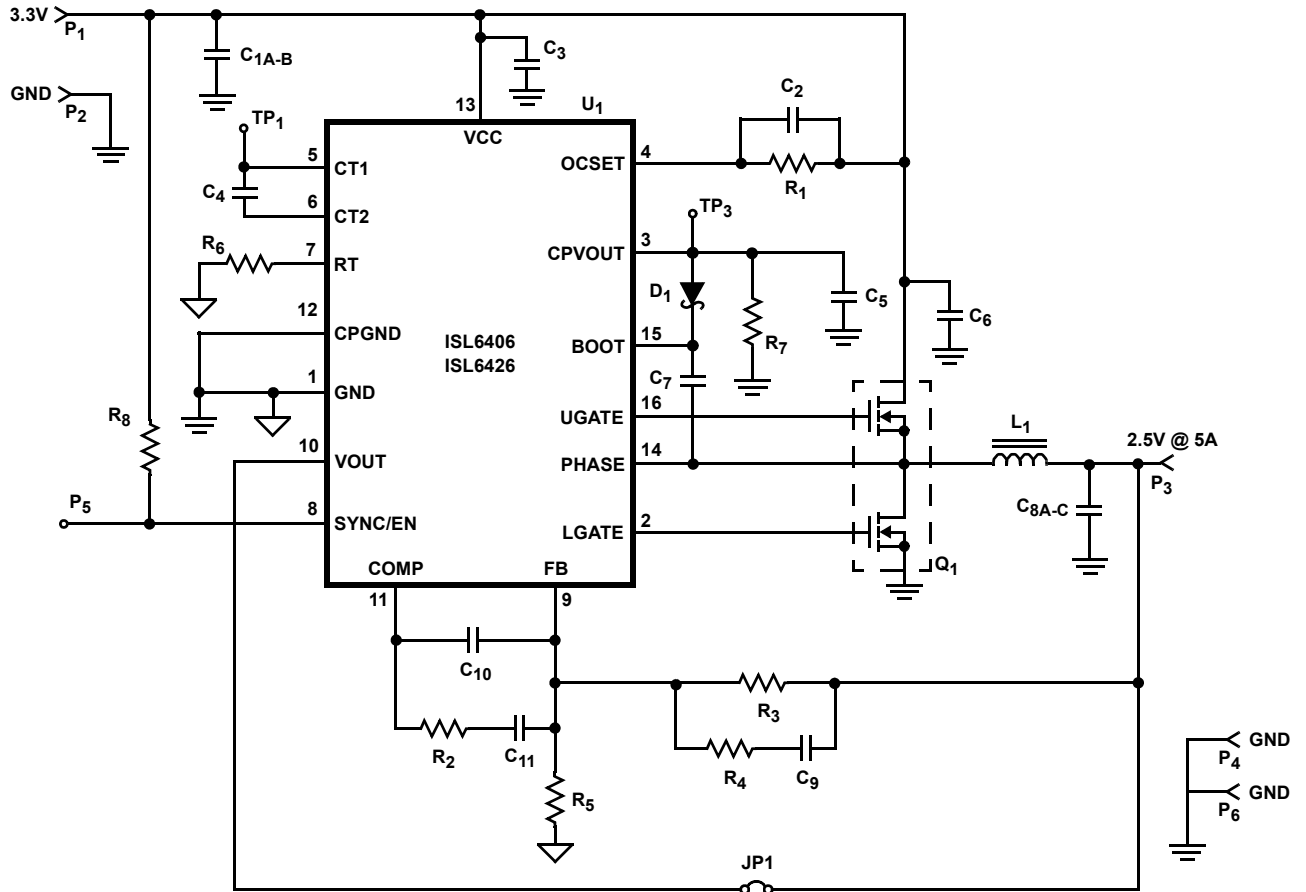 3.3V
P1
C1A-B
C3
GND
P2
TP1
13
U1
C2
VCC
5
CT1
OCSET
4
R1
C4
6
CT2
TP3
R6
7
RT
CPVOUT
3
D1
C5
C6
12
CPGND
ISL6406
ISL6426
BOOT
15
R7
1
GND
C7
R8
UGATE
16
L1
10
VOUT
PHASE
14
2.5V @ 5A
P3
P5
8
SYNC/EN
LGATE
2
C8A-C
COMP
FB
Q1
11
9
C10
R3
R2
C11
R4
C9
GND
P4
R5
GND
P6
JP1